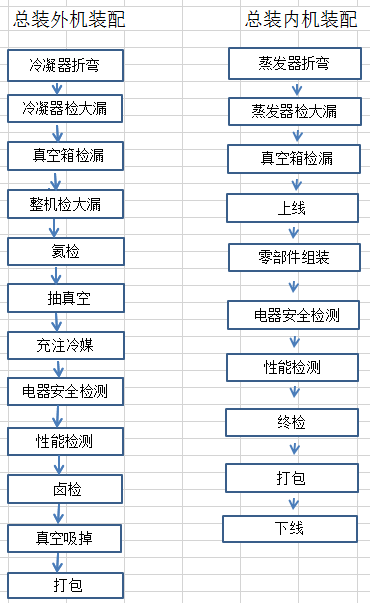 总装外机装配
冷凝器折弯
冷凝器检大漏
真空箱检漏
整机检大漏
氦检
抽真空
充注冷媒
电器安全检测
性能检测
卤检
真空吸掉
打包
总装内机装配
蒸发器折弯
蒸发器检大漏
真空箱检漏
上线
零部件组装
电器安全检测
性能检测
终检
打包
下线